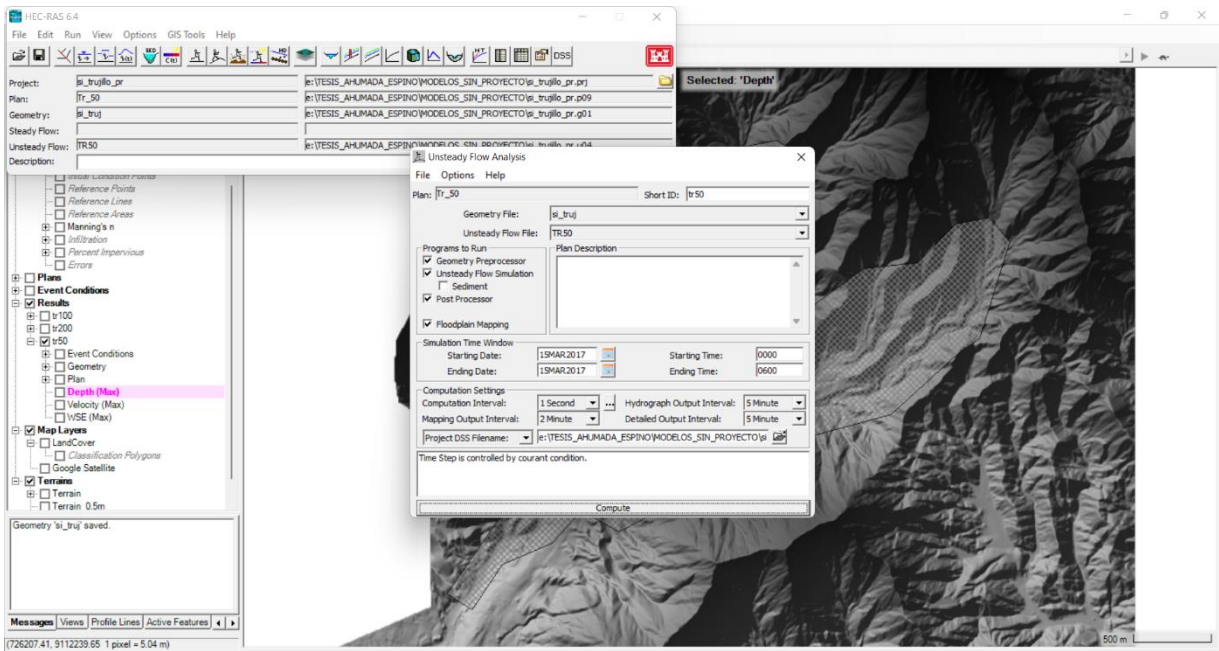 HEC-RAS 6.4
File Edit Run View Options GIS Tools Help
DSS
Project: si_trujillo_pr e:\TESIS_AHUMADA_ESPINO\MODELOS_SIN_PROYECTO\si_trujillo_pr.prj
Plan: Tr_50 e:\TESIS_AHUMADA_ESPINO\MODELOS_SIN_PROYECTO\si_trujillo_pr.p09
Geometry: si_truj e:\TESIS_AHUMADA_ESPINO\MODELOS_SIN_PROYECTO\si_trujillo_pr.g01
Steady Flow:
Unsteady Flow: TR50 e:\TESIS_AHUMADA_ESPINO\MODELOS_SIN_PROYECTO\si_trujillo_pr.u04
Description:
Selected: 'Depth'
Initial Condition Points
Reference Points
Reference Lines
Reference Areas
Manning's n
Infiltration
Percent Impervious
Errors
Plans
Event Conditions
Results
tr100
tr200
tr50
Event Conditions
Geometry
Plan
Depth (Max)
Velocity (Max)
WSE (Max)
Map Layers
LandCover
Classification Polygons
Google Satellite
Terrains
Terrain
Terrain 0.5m
Geometry 'si_truj' saved.
Messages Views Profile Lines Active Features
(726207.41, 9112239.65 1 pixel = 5.04 m)
Unsteady Flow Analysis
File Options Help
Plan: Tr_50 Short ID: tr50
Geometry File: si_truj
Unsteady Flow File: TR50
Programs to Run
Geometry Preprocessor
Unsteady Flow Simulation
Sediment
Post Processor
Floodplain Mapping
Plan Description
Simulation Time Window
Starting Date: 15MAR2017 Starting Time: 0000
Ending Date: 15MAR2017 Ending Time: 0600
Computation Settings
Computation Interval: 1 Second ... Hydrograph Output Interval: 5 Minute
Mapping Output Interval: 2 Minute Detailed Output Interval: 5 Minute
Project DSS Filename: e:\TESIS_AHUMADA_ESPINO\MODELOS_SIN_PROYECTO\si
Time Step is controlled by courant condition.
Compute
500 m